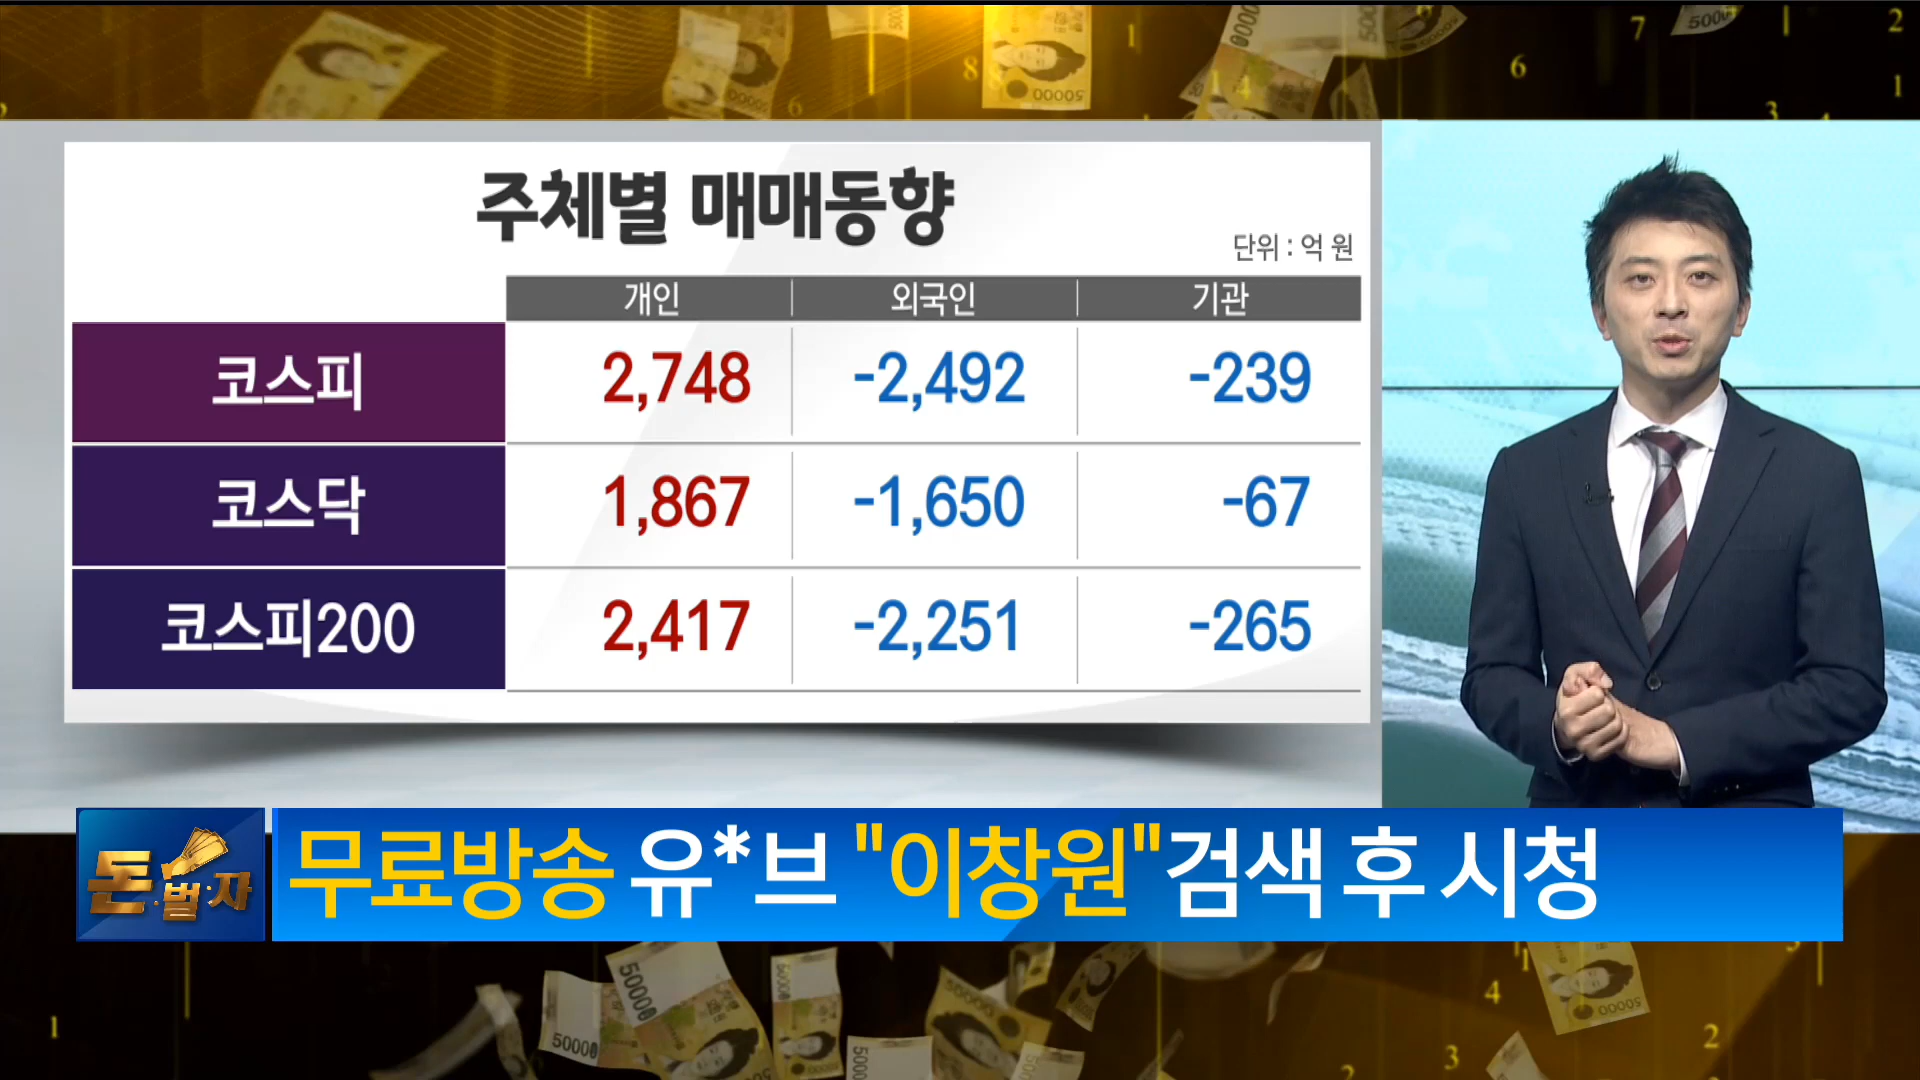 주체별 매매동향
단위 : 억 원
개인 외국인 기관
코스피 2,748 -2,492 -239
코스닥 1,867 -1,650 -67
코스피200 2,417 -2,251 -265
돈.벌.자
무료방송 유*브 "이창원"검색 후 시청